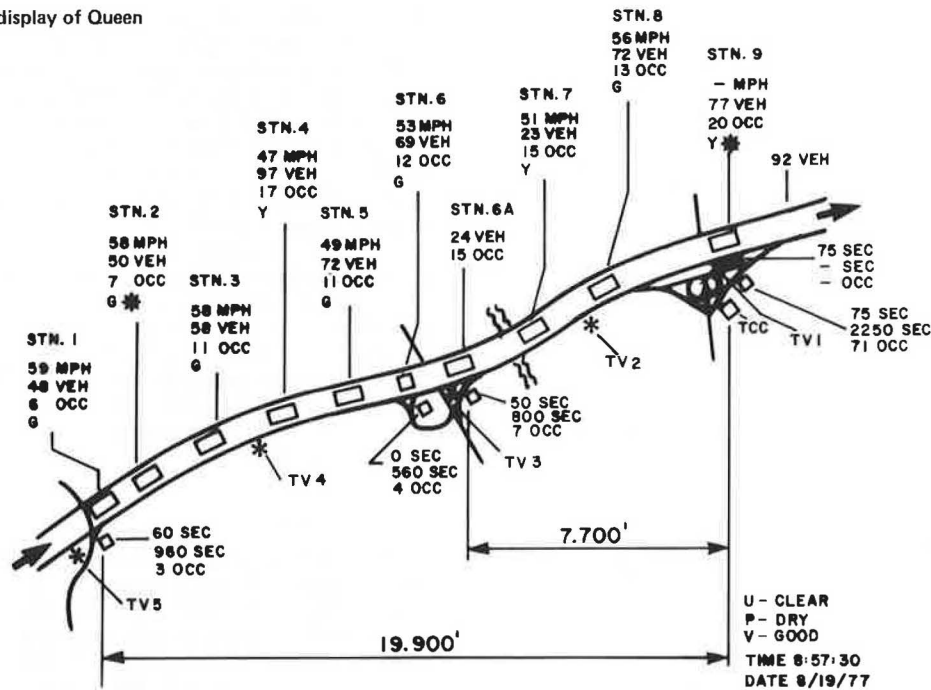 display of Queen
STN. 8
56 MPH
72 VEH
13 OCC
G
STN. 9
- MPH
77 VEH
20 OCC
Y
92 VEH
STN. 6
53 MPH
69 VEH
12 OCC
G
STN. 7
51 MPH
23 VEH
15 OCC
Y
STN. 4
47 MPH
97 VEH
17 OCC
Y
STN. 2
58 MPH
50 VEH
7 OCC
G
STN. 5
49 MPH
72 VEH
11 OCC
G
STN. 6A
24 VEH
15 OCC
STN. 3
58 MPH
58 VEH
11 OCC
G
STN. 1
59 MPH
48 VEH
6 OCC
G
75 SEC
- SEC
- OCC
75 SEC
2250 SEC
71 OCC
TCC
TV 1
TV 2
50 SEC
800 SEC
7 OCC
TV 3
0 SEC
560 SEC
4 OCC
TV 4
60 SEC
960 SEC
3 OCC
TV 5
7.700'
19.900'
U - CLEAR
P - DRY
V - GOOD
TIME 8:57:30
DATE 8/19/77